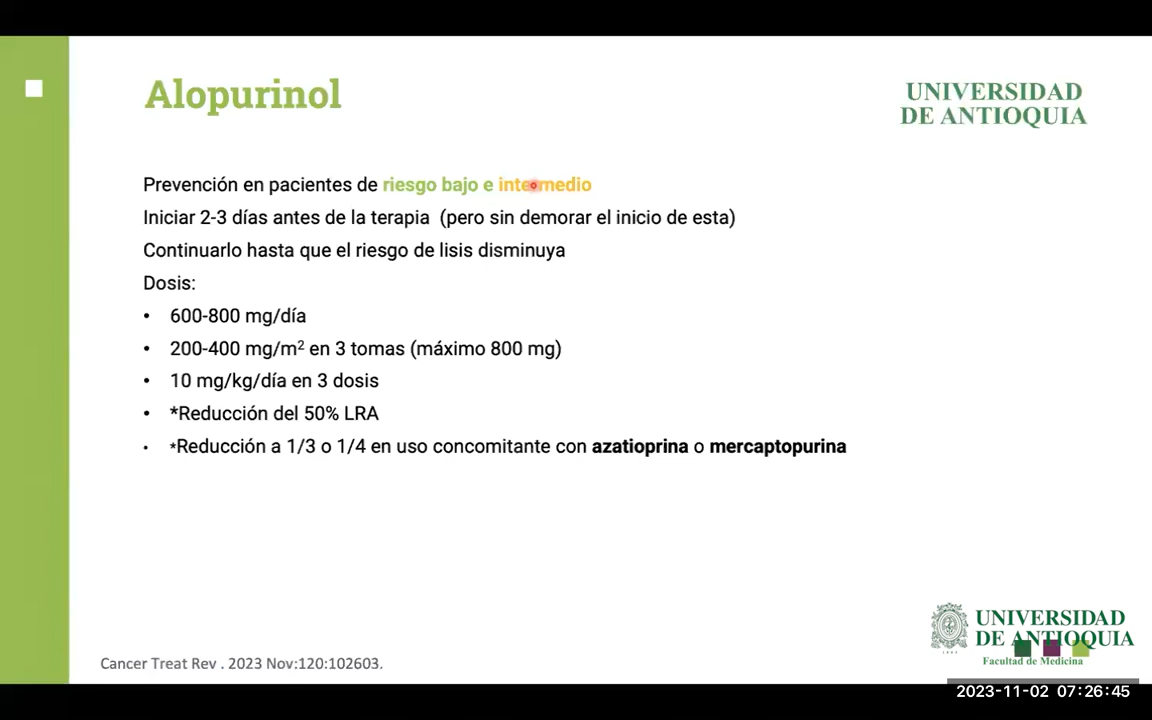 Alopurinol
UNIVERSIDAD
DE ANTIOQUIA
Prevención en pacientes de riesgo bajo e intermedio
Iniciar 2-3 días antes de la terapia (pero sin demorar el inicio de esta)
Continuarlo hasta que el riesgo de lisis disminuya
Dosis:
• 600-800 mg/día
• 200-400 mg/m² en 3 tomas (máximo 800 mg)
• 10 mg/kg/día en 3 dosis
• *Reducción del 50% LRA
• *Reducción a 1/3 o 1/4 en uso concomitante con azatioprina o mercaptopurina
UNIVERSIDAD
DE ANTIOQUIA
Facultad de Medicina
Cancer Treat Rev . 2023 Nov:120:102603.
2023-11-02 07:26:45